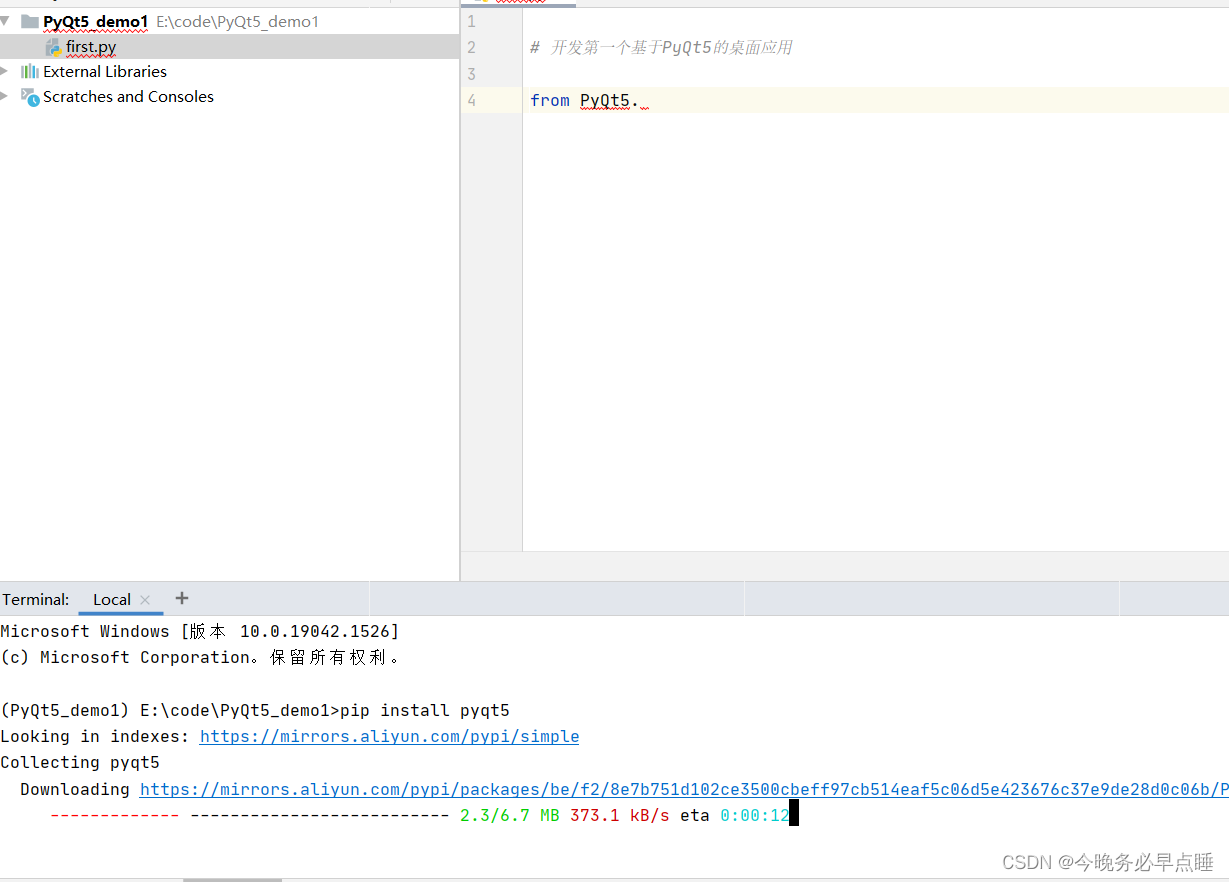 PyQt5_demo1 E:\code\PyQt5_demo1
first.py
External Libraries
Scratches and Consoles
1
2 # 开发第一个基于PyQt5的桌面应用
3
4 from PyQt5.
Terminal: Local × +
Microsoft Windows [版本 10.0.19042.1526]
(c) Microsoft Corporation。保留所有权利。
(PyQt5_demo1) E:\code\PyQt5_demo1>pip install pyqt5
Looking in indexes: https://mirrors.aliyun.com/pypi/simple
Collecting pyqt5
Downloading https://mirrors.aliyun.com/pypi/packages/be/f2/8e7b751d102ce3500cbeff97cb514eaf5c06d5e423676c37e9de28d0c06b/P
------------- -------------------------- 2.3/6.7 MB 373.1 kB/s eta 0:00:12
CSDN @今晚务必早点睡